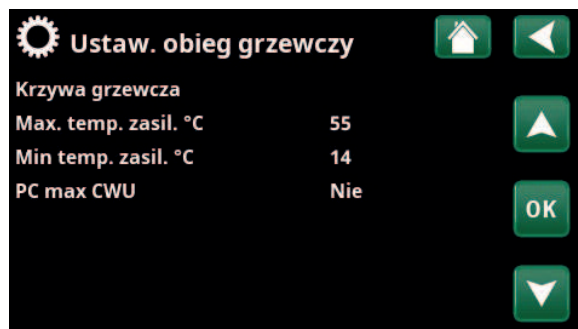 Ustaw. obieg grzewczy
Krzywa grzewcza
Max. temp. zasil. °C 55
Min temp. zasil. °C 14
PC max CWU Nie
OK